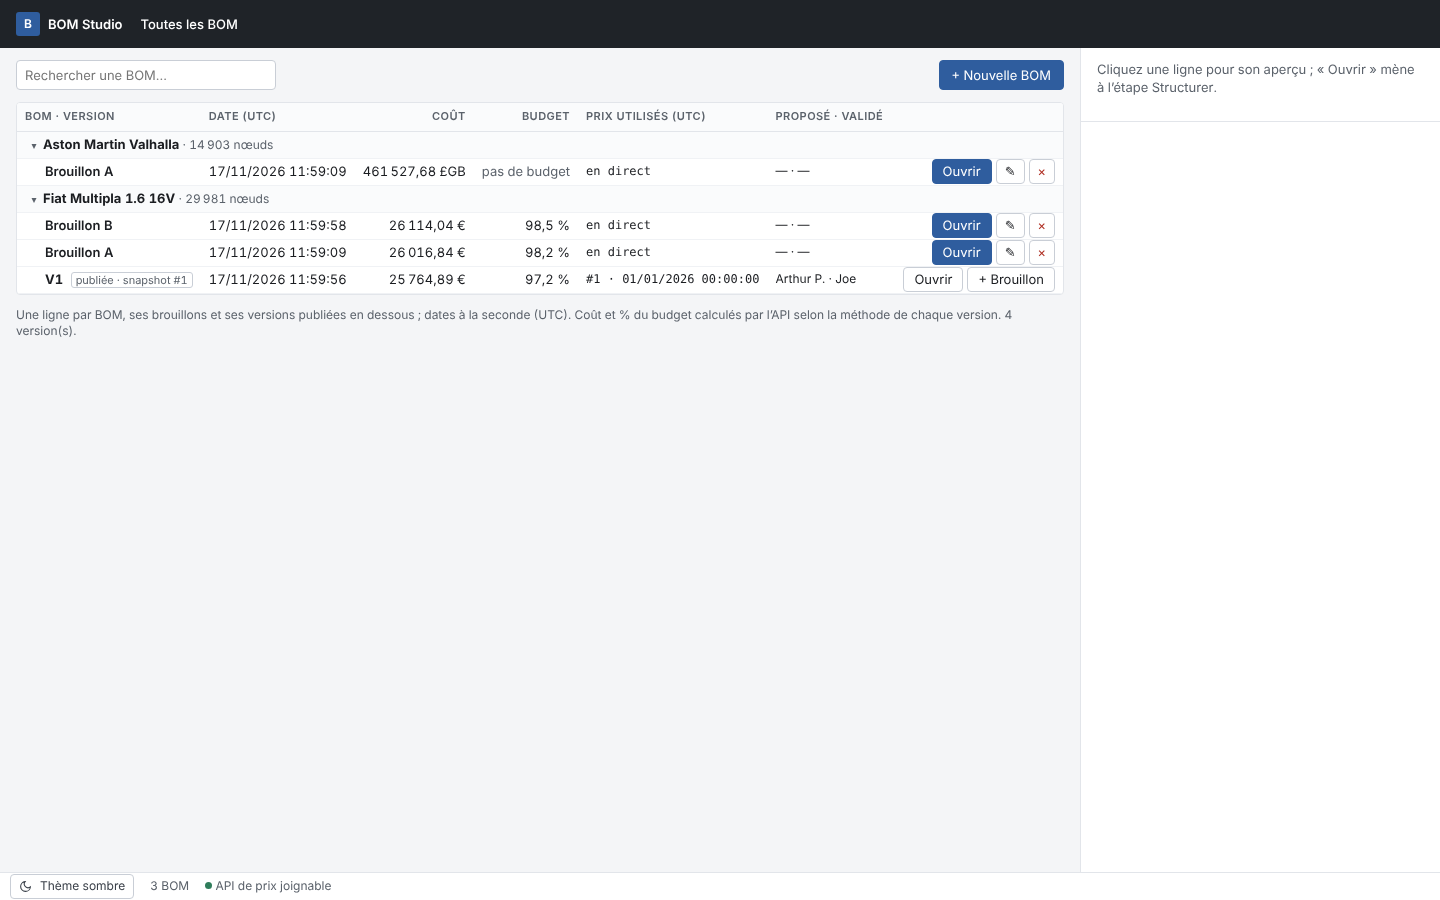 B BOM Studio Toutes les BOM
Rechercher une BOM...
+ Nouvelle BOM
Cliquez une ligne pour son aperçu ; « Ouvrir » mène
à l’étape Structurer.
BOM · VERSION DATE (UTC) COÛT BUDGET PRIX UTILISÉS (UTC) PROPOSÉ · VALIDÉ
▾ Aston Martin Valhalla · 14 903 nœuds
Brouillon A 17/11/2026 11:59:09 461 527,68 £GB pas de budget en direct — · — Ouvrir ✎ ×
▾ Fiat Multipla 1.6 16V · 29 981 nœuds
Brouillon B 17/11/2026 11:59:58 26 114,04 € 98,5 % en direct — · — Ouvrir ✎ ×
Brouillon A 17/11/2026 11:59:09 26 016,84 € 98,2 % en direct — · — Ouvrir ✎ ×
V1 publiée · snapshot #1 17/11/2026 11:59:56 25 764,89 € 97,2 % #1 · 01/01/2026 00:00:00 Arthur P. · Joe Ouvrir + Brouillon
Une ligne par BOM, ses brouillons et ses versions publiées en dessous ; dates à la seconde (UTC). Coût et % du budget calculés par l’API selon la méthode de chaque version. 4
version(s).
Thème sombre 3 BOM API de prix joignable